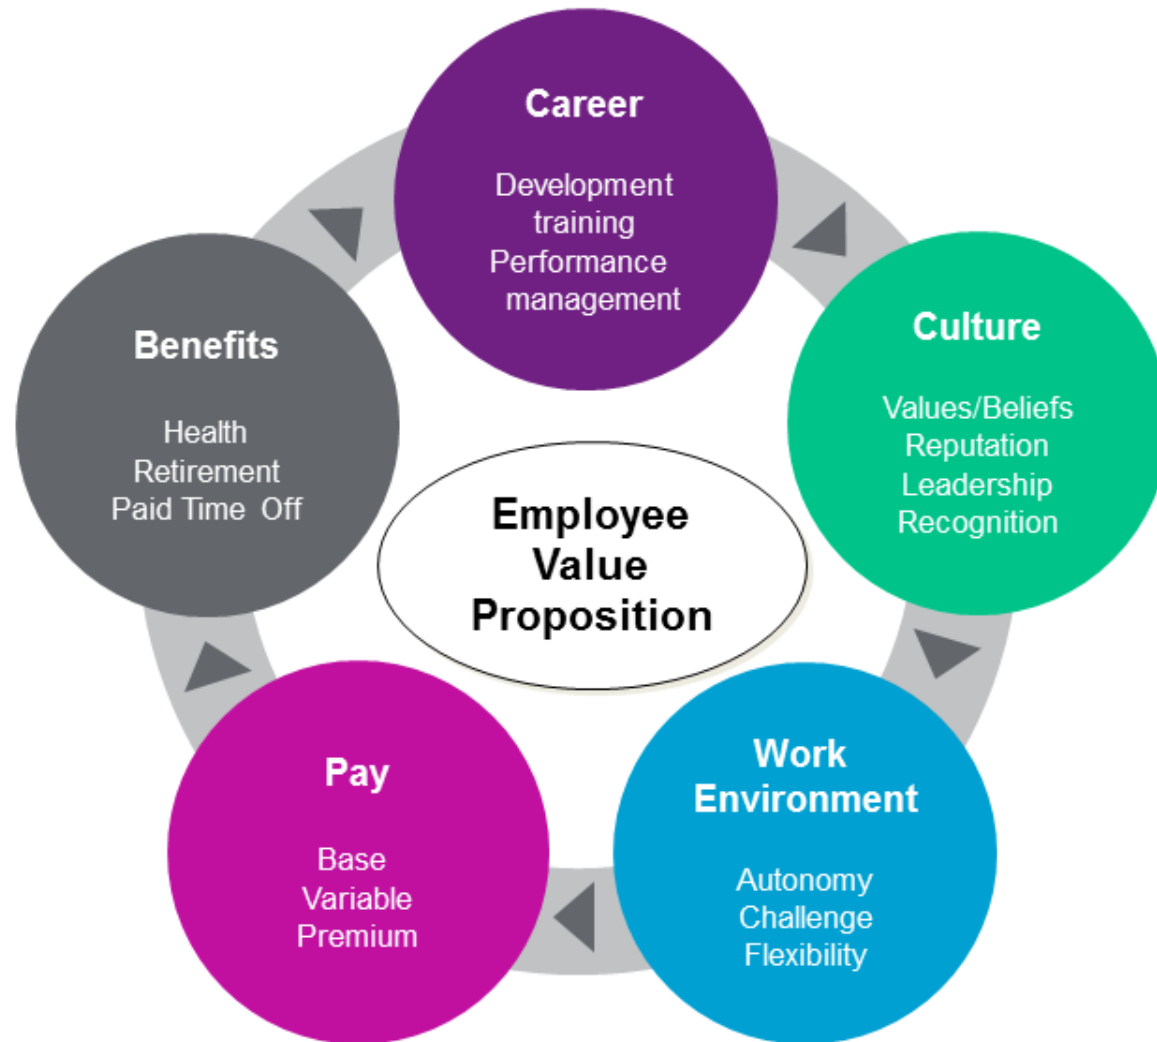 Career
Development
training
Performance
management
Culture
Values/Beliefs
Reputation
Leadership
Recognition
Work
Environment
Autonomy
Challenge
Flexibility
Pay
Base
Variable
Premium
Benefits
Health
Retirement
Paid Time Off
Employee
Value
Proposition